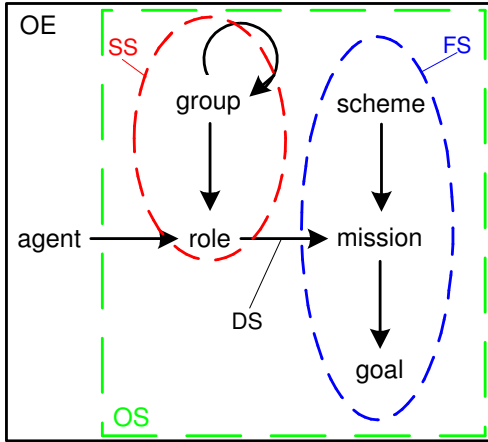 OE
SS
FS
group
scheme
agent
role
mission
DS
goal
OS